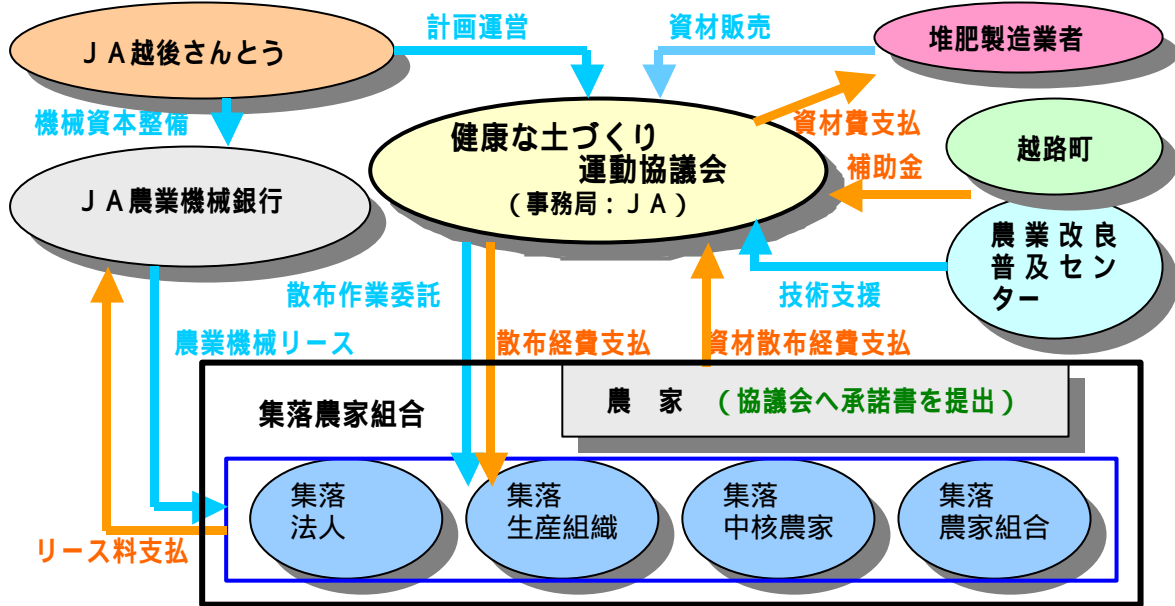 ＪＡ越後さんとう
計画運営
資材販売
堆肥製造業者
機械資本整備
健康な土づくり
運動協議会
（事務局：ＪＡ）
資材費支払
越路町
補助金
ＪＡ農業機械銀行
農業改良
普及セン
ター
散布作業委託
技術支援
農業機械リース
散布経費支払
資材散布経費支払
農　家　（協議会へ承諾書を提出）
集落農家組合
集落
法人
集落
生産組織
集落
中核農家
集落
農家組合
リース料支払